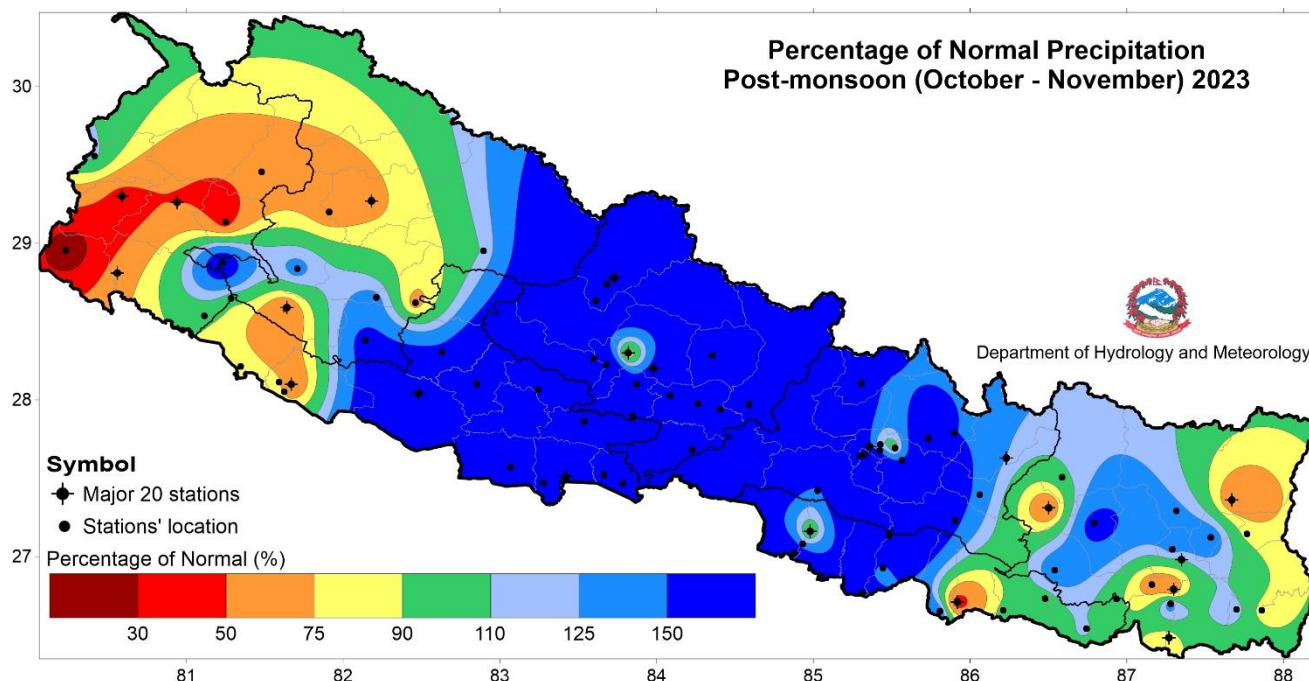 Percentage of Normal Precipitation
Post-monsoon (October - November) 2023
30
29
28
27
Department of Hydrology and Meteorology
Symbol
Major 20 stations
Stations' location
Percentage of Normal (%)
30 50 75 90 110 125 150
81 82 83 84 85 86 87 88